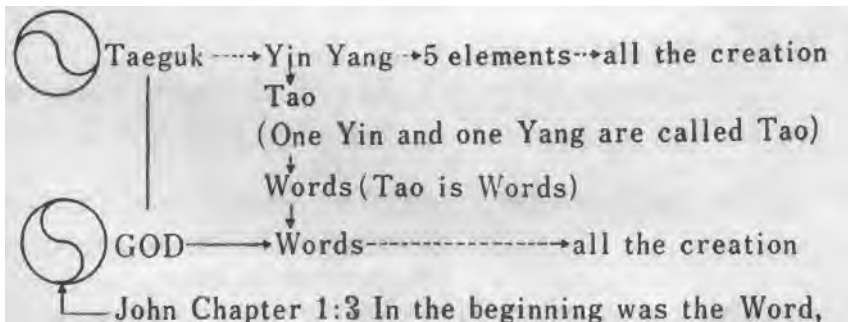 Taeguk Yin Yang 5 elements all the creation
Tao
(One Yin and one Yang are called Tao)
Words (Tao is Words)
GOD Words all the creation
John Chapter 1:3 In the beginning was the Word,